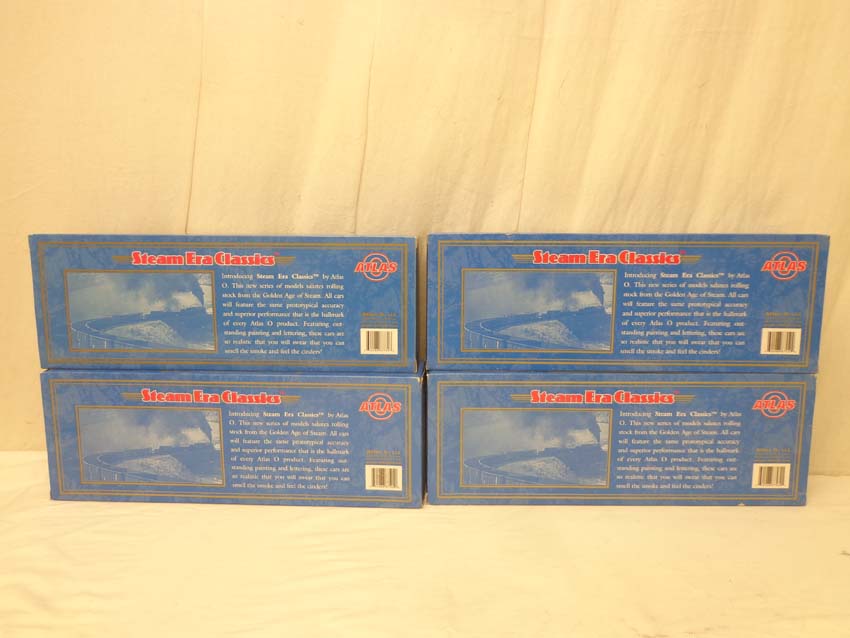 Steam Era Classics
ATLAS
Introducing Steam Era Classics™ by Atlas
O. This new series of models salutes rolling
stock from the Golden Age of Steam. All cars
will feature the same prototypical accuracy
and superior performance that is the hallmark
of every Atlas O product. Featuring out-
standing painting and lettering, these cars are
so realistic that you will swear that you can
smell the smoke and feel the cinders!
Steam Era Classics
ATLAS
Introducing Steam Era Classics™ by Atlas
O. This new series of models salutes rolling
stock from the Golden Age of Steam. All cars
will feature the same prototypical accuracy
and superior performance that is the hallmark
of every Atlas O product. Featuring out-
standing painting and lettering, these cars are
so realistic that you will swear that you can
smell the smoke and feel the cinders!
Steam Era Classics
ATLAS
Introducing Steam Era Classics™ by Atlas
O. This new series of models salutes rolling
stock from the Golden Age of Steam. All cars
will feature the same prototypical accuracy
and superior performance that is the hallmark
of every Atlas O product. Featuring out-
standing painting and lettering, these cars are
so realistic that you will swear that you can
smell the smoke and feel the cinders!
Steam Era Classics
ATLAS
Introducing Steam Era Classics™ by Atlas
O. This new series of models salutes rolling
stock from the Golden Age of Steam. All cars
will feature the same prototypical accuracy
and superior performance that is the hallmark
of every Atlas O product. Featuring out-
standing painting and lettering, these cars are
so realistic that you will swear that you can
smell the smoke and feel the cinders!